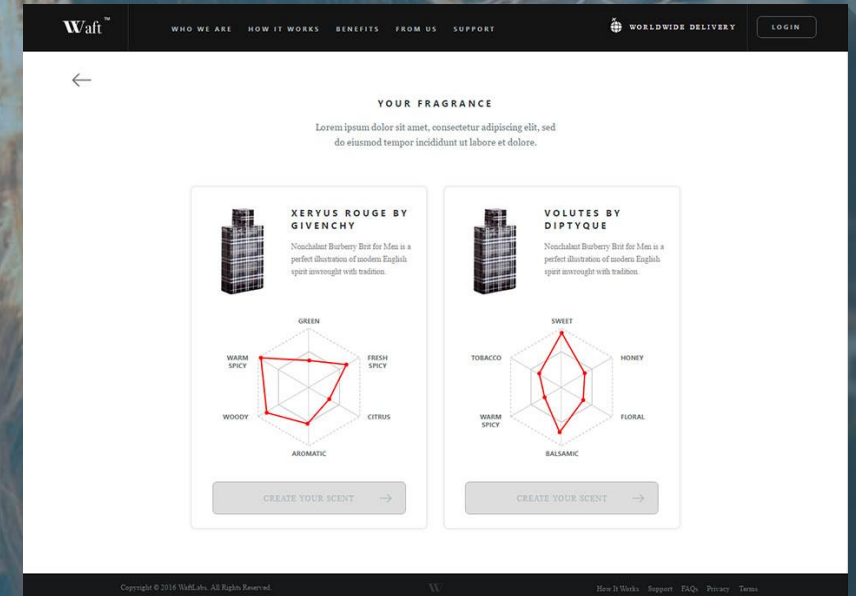 Waft™
WHO WE ARE HOW IT WORKS BENEFITS FROM US SUPPORT
WORLDWIDE DELIVERY
LOGIN
YOUR FRAGRANCE
Lorem ipsum dolor sit amet, consectetur adipiscing elit, sed
do eiusmod tempor incididunt ut labore et dolore.
XERYUS ROUGE BY
GIVENCHY
Nonchalant Burberry Brit for Men is a
perfect illustration of modern English
spirit inwrought with tradition.
GREEN
WARM
SPICY
FRESH
SPICY
WOODY
CITRUS
AROMATIC
CREATE YOUR SCENT
VOLUTES BY
DIPTYQUE
Nonchalant Burberry Brit for Men is a
perfect illustration of modern English
spirit inwrought with tradition.
SWEET
TOBACCO
HONEY
WARM
SPICY
FLORAL
BALSAMIC
CREATE YOUR SCENT
Copyright © 2016 WaftLabs. All Rights Reserved.
W
How It Works Support FAQs Privacy Terms